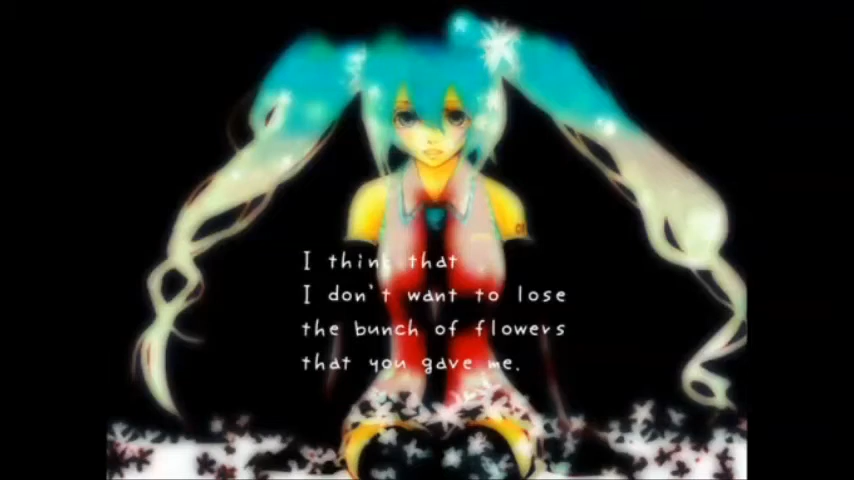 I think that
I don't want to lose
the bunch of flowers
that you gave me.